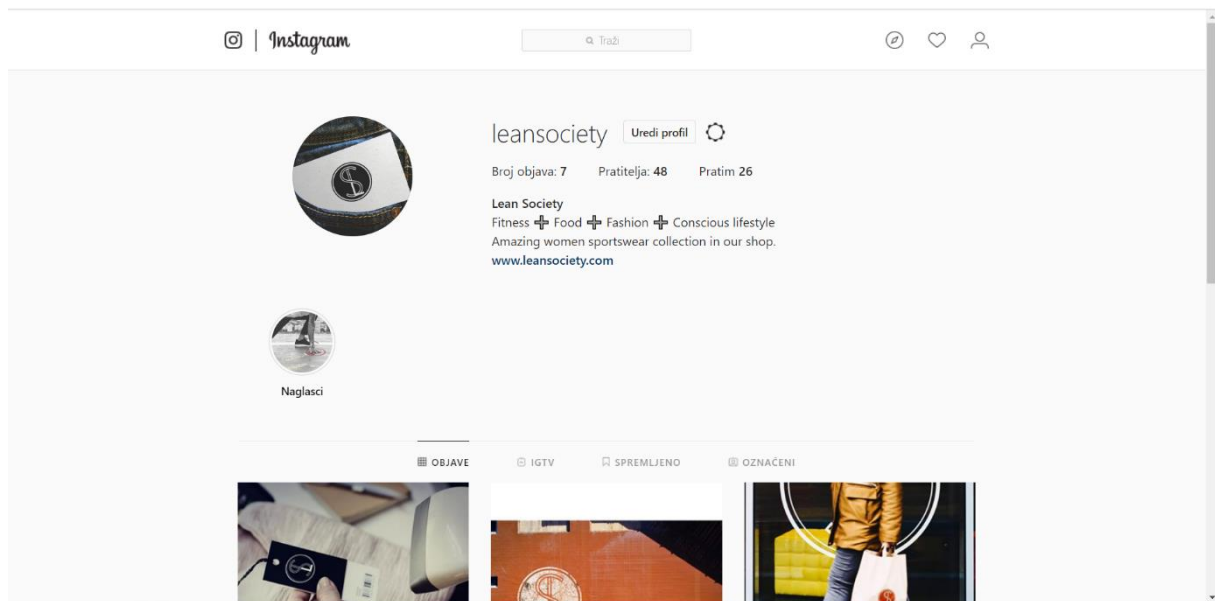 Instagram
Traži
leansociety Uredi profil
Broj objava: 7 Pratitelja: 48 Pratim 26
Lean Society
Fitness ➕ Food ➕ Fashion ➕ Conscious lifestyle
Amazing women sportswear collection in our shop.
www.leansociety.com
Naglasci
OBJAVE IGTV SPREMLJENO OZNAČENI